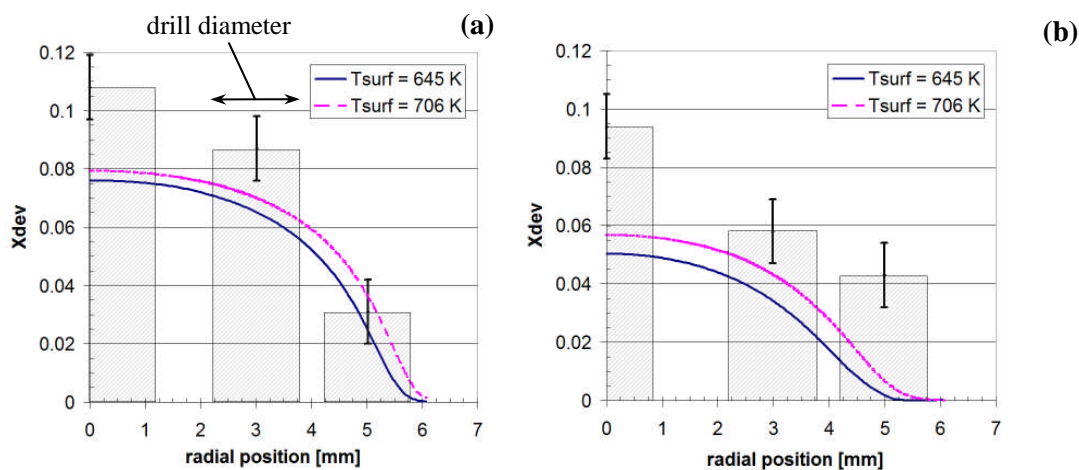 drill diameter
(a)
Tsurf = 645 K
Tsurf = 706 K
Xdev
0.12
0.1
0.08
0.06
0.04
0.02
0
0 1 2 3 4 5 6 7
radial position [mm]
(b)
Tsurf = 645 K
Tsurf = 706 K
Xdev
0.12
0.1
0.08
0.06
0.04
0.02
0
0 1 2 3 4 5 6 7
radial position [mm]